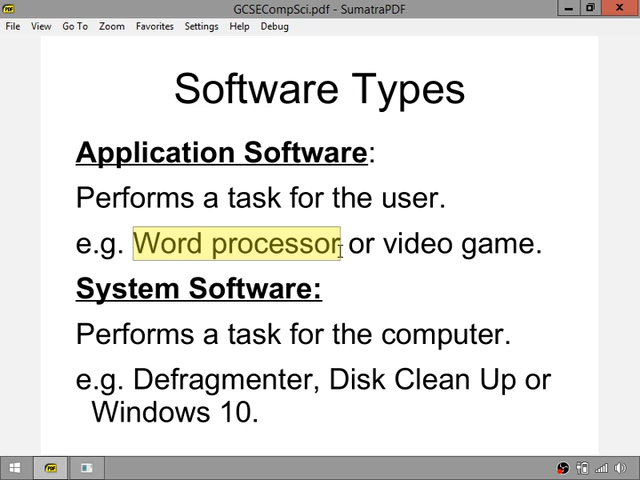 GCSECompSci.pdf - SumatraPDF
File View Go To Zoom Favorites Settings Help Debug
Software Types
Application Software:
Performs a task for the user.
e.g. Word processor or video game.
System Software:
Performs a task for the computer.
e.g. Defragmenter, Disk Clean Up or
Windows 10.